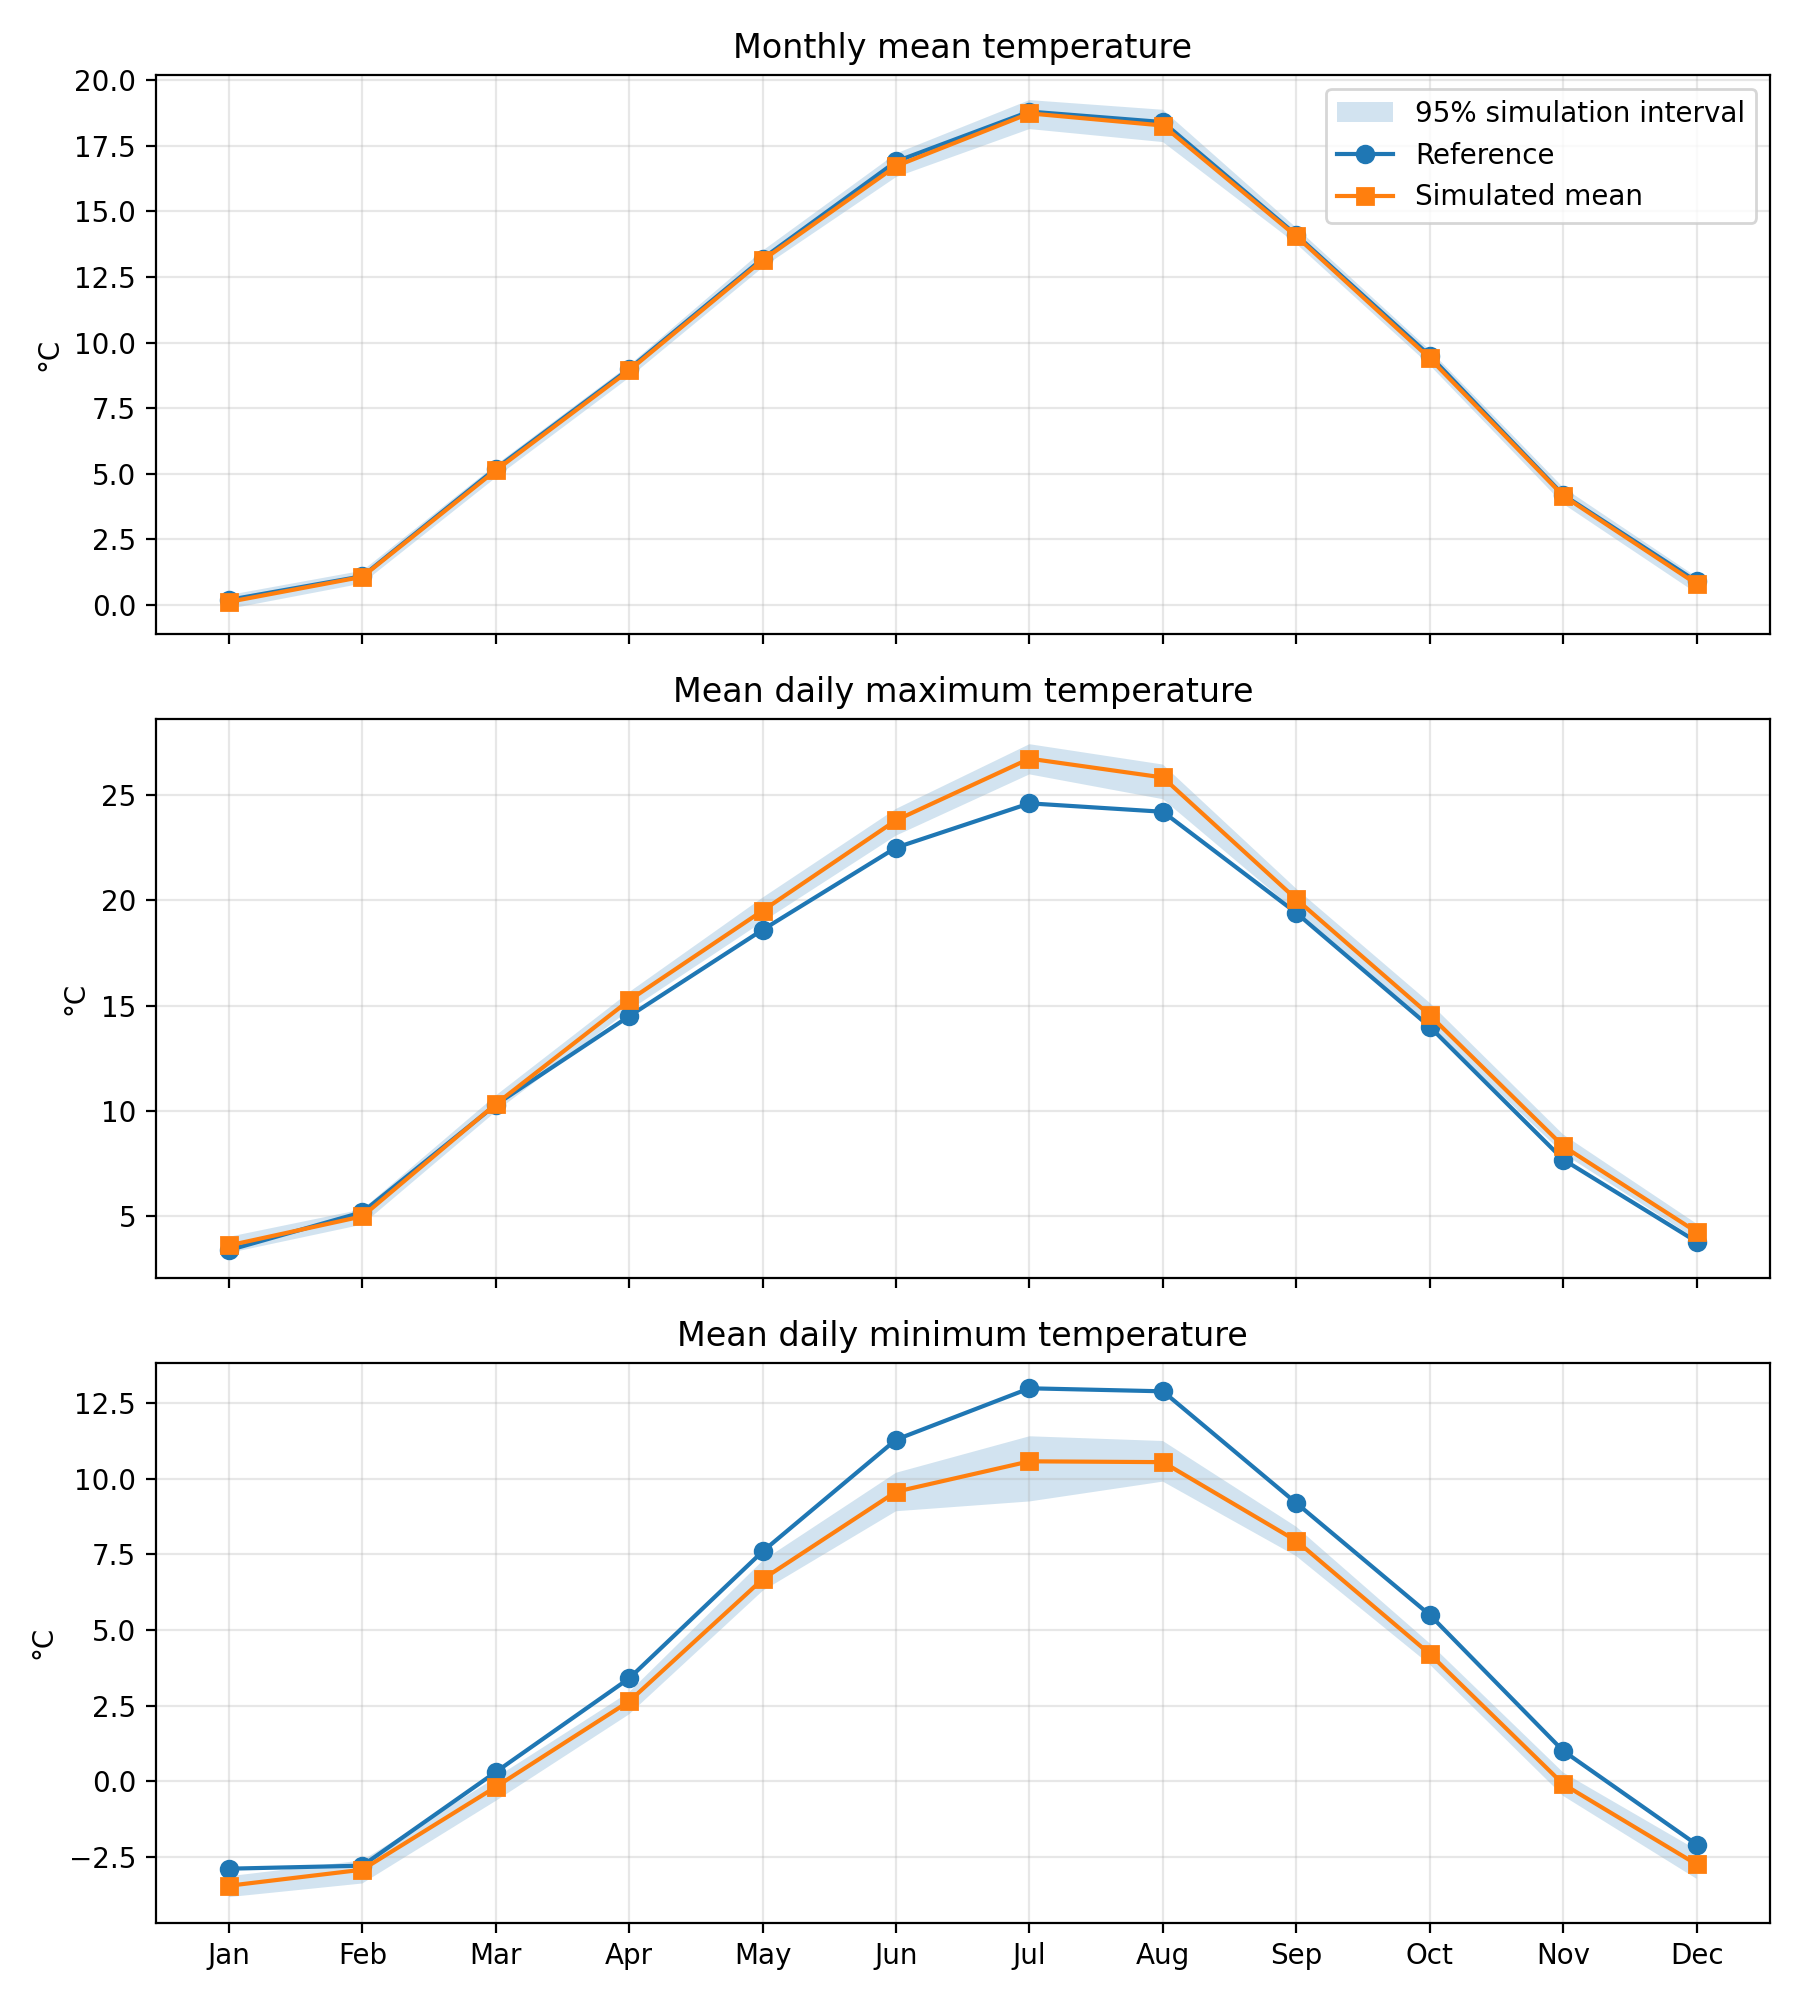 Monthly mean temperature
20.0
17.5
15.0
12.5
10.0
7.5
5.0
2.5
0.0
°C
95% simulation interval
Reference
Simulated mean
Mean daily maximum temperature
25
20
15
10
5
°C
Mean daily minimum temperature
12.5
10.0
7.5
5.0
2.5
0.0
−2.5
°C
Jan Feb Mar Apr May Jun Jul Aug Sep Oct Nov Dec